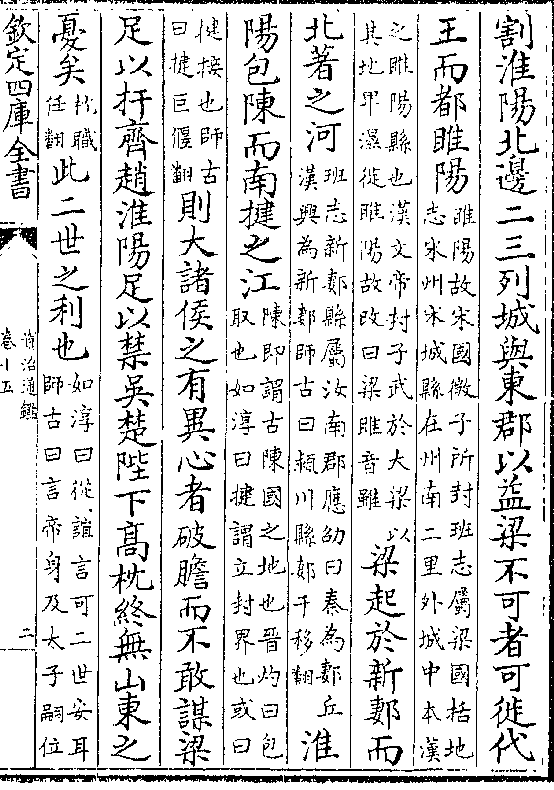 割淮陽北邊二三列城與東郡以益梁不可者可徙代
王而都睢陽睢陽故宋國微子所封班志屬梁國括地
志宋州宋城縣在州南二里外城中本漢
之睢陽縣也漢文帝封子武於大梁
其地卑濕徙睢陽故改曰梁睢音雖以梁起於新郪而
北著之河班志新郪縣屬汝南郡應劭曰秦為郪丘
漢興為新郪師古曰潁川縣郪千移翻淮
陽包陳而南揵之江陳即謂古陳國之地也晉灼曰包
取也如淳曰揵謂立封界也或曰
揵接也師古
曰揵巨偃翻則大諸侯之有異心者破膽而不敢謀梁
足以扞齊趙淮陽足以禁吳楚陛下高枕終無山東之
憂矣枕職
任翻此二世之利也如淳曰從誼言可二世安耳
師古曰言帝身及太子嗣位
欽定四庫全書
資治通鑑
卷十五
二